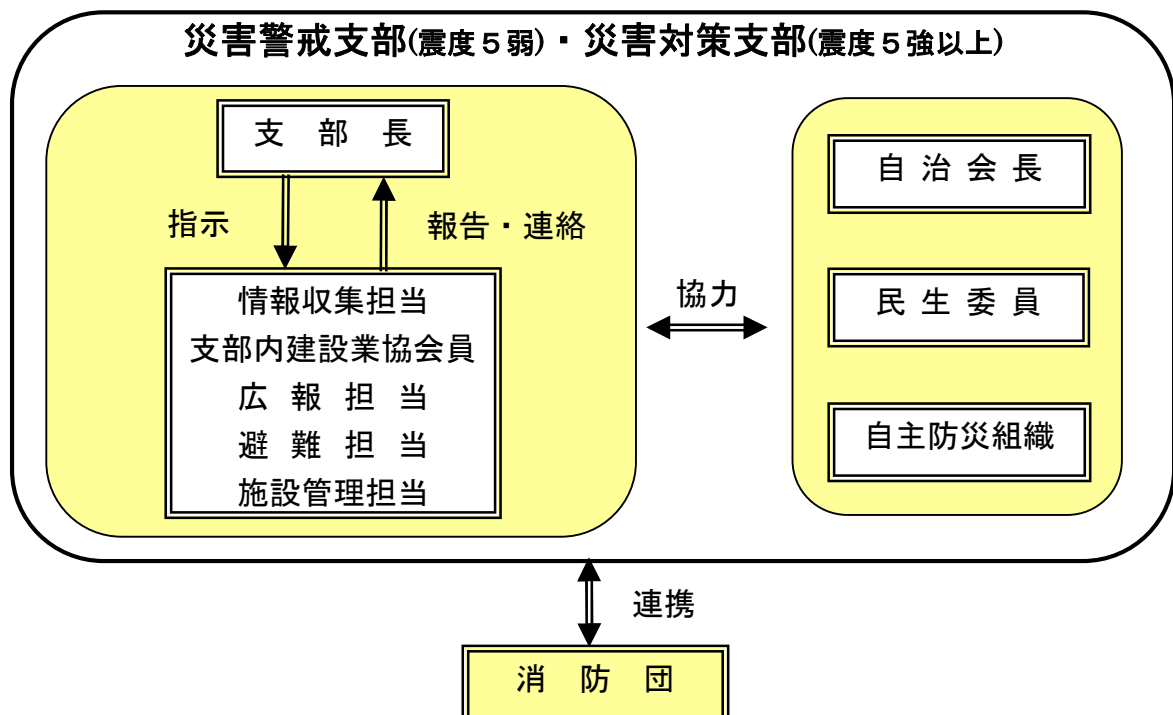 災害警戒支部(震度５弱)・災害対策支部(震度５強以上)
支　部　長
指示
報告・連絡
情報収集担当
支部内建設業協会員
広　報　担　当
避　難　担　当
施設管理担当
協力
自 治 会 長
民 生 委 員
自主防災組織
連携
消　防　団